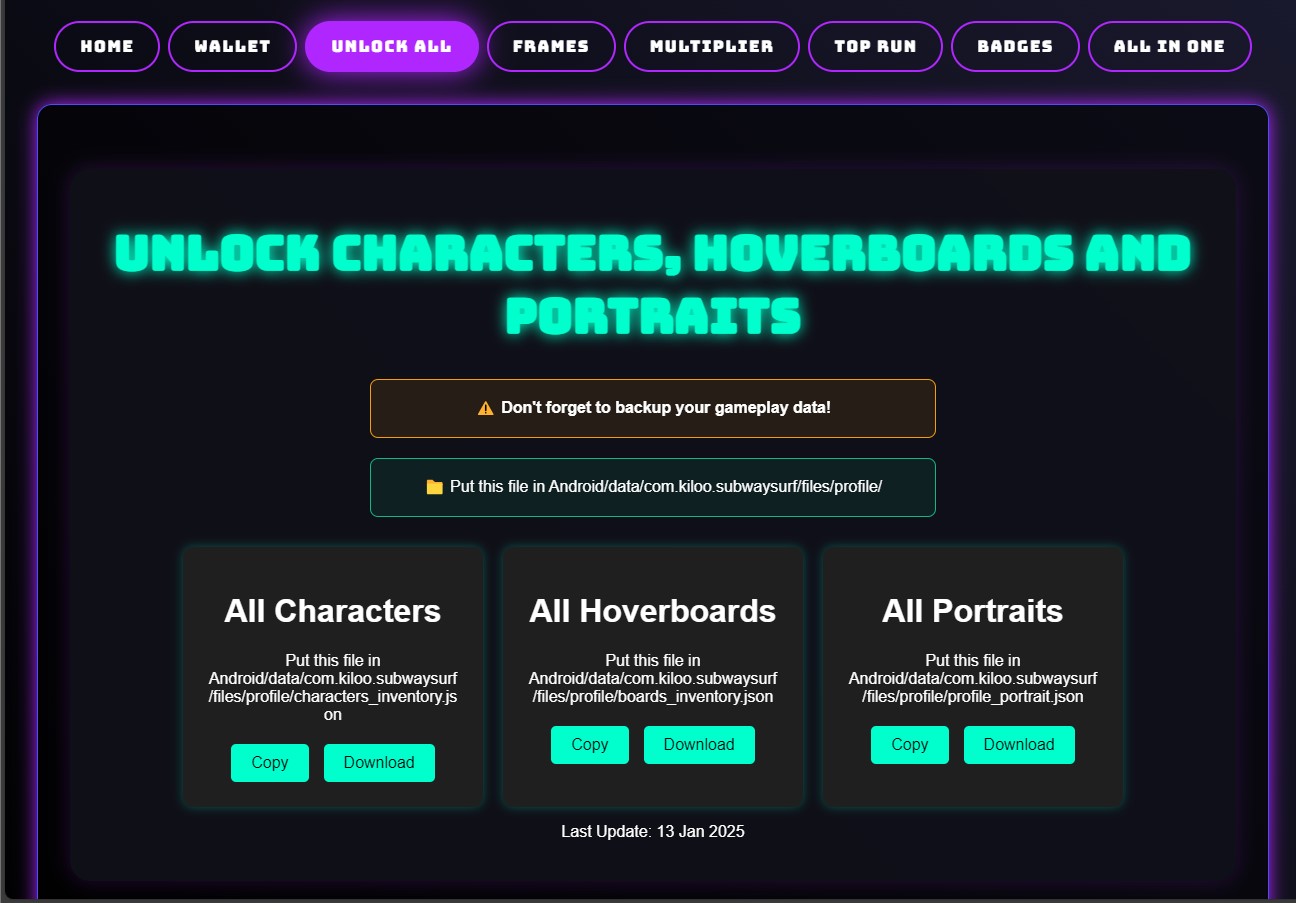 HOME WALLET UNLOCK ALL FRAMES MULTIPLIER TOP RUN BADGES ALL IN ONE
UNLOCK CHARACTERS, HOVERBOARDS AND
PORTRAITS
⚠️ Don't forget to backup your gameplay data!
📁 Put this file in Android/data/com.kiloo.subwaysurf/files/profile/
All Characters
Put this file in
Android/data/com.kiloo.subwaysurf
/files/profile/characters_inventory.js
on
Copy Download
All Hoverboards
Put this file in
Android/data/com.kiloo.subwaysurf
/files/profile/boards_inventory.json
Copy Download
All Portraits
Put this file in
Android/data/com.kiloo.subwaysurf
/files/profile/profile_portrait.json
Copy Download
Last Update: 13 Jan 2025